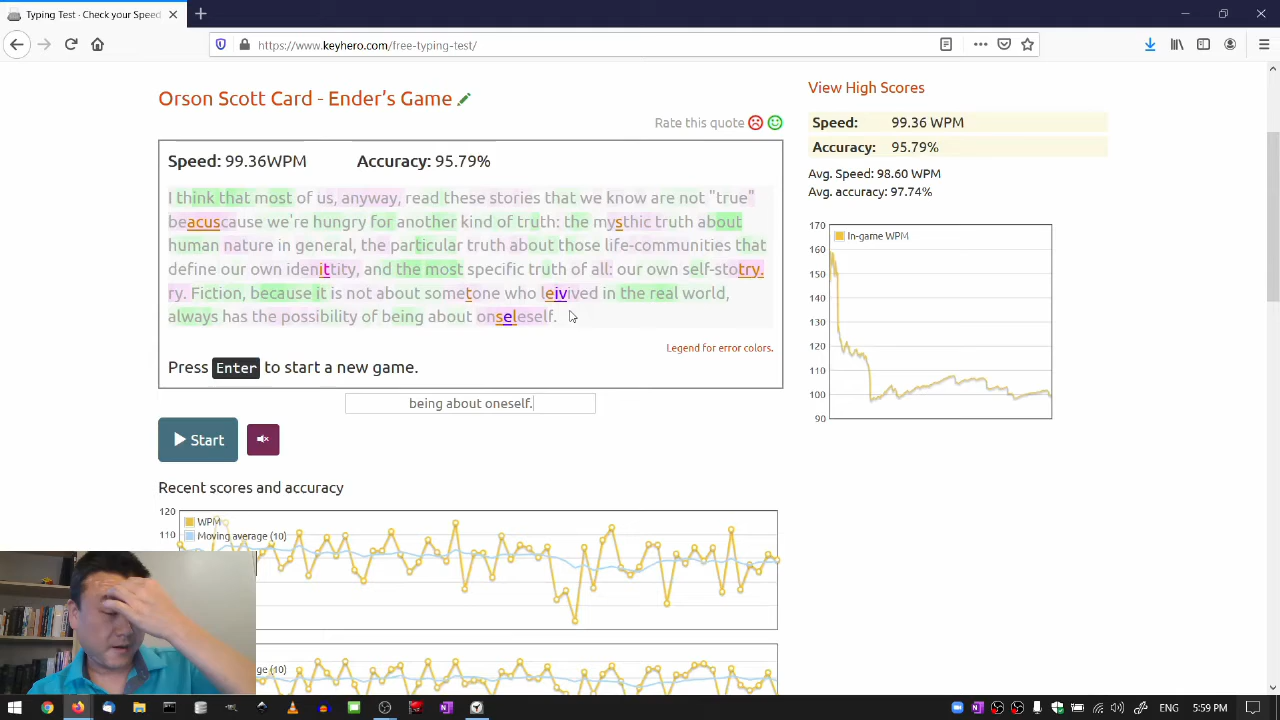 Typing Test - Check your Speed
https://www.keyhero.com/free-typing-test/
Orson Scott Card - Ender's Game
Rate this quote
Speed: 99.36WPM Accuracy: 95.79%
I think that most of us, anyway, read these stories that we know are not "true"
beacuscause we're hungry for another kind of truth: the mysthic truth about
human nature in general, the particular truth about those life-communities that
define our own idenittity, and the most specific truth of all: our own self-stotry.
ry. Fiction, because it is not about sometone who leivived in the real world,
always has the possibility of being about onseleself.
Legend for error colors.
Press Enter to start a new game.
being about oneself.
Start
Recent scores and accuracy
120
110
WPM
Moving average (10)
ge (10)
View High Scores
Speed: 99.36 WPM
Accuracy: 95.79%
Avg. Speed: 98.60 WPM
Avg. accuracy: 97.74%
170
160
150
140
130
120
110
100
90
In-game WPM
ENG 5:59 PM